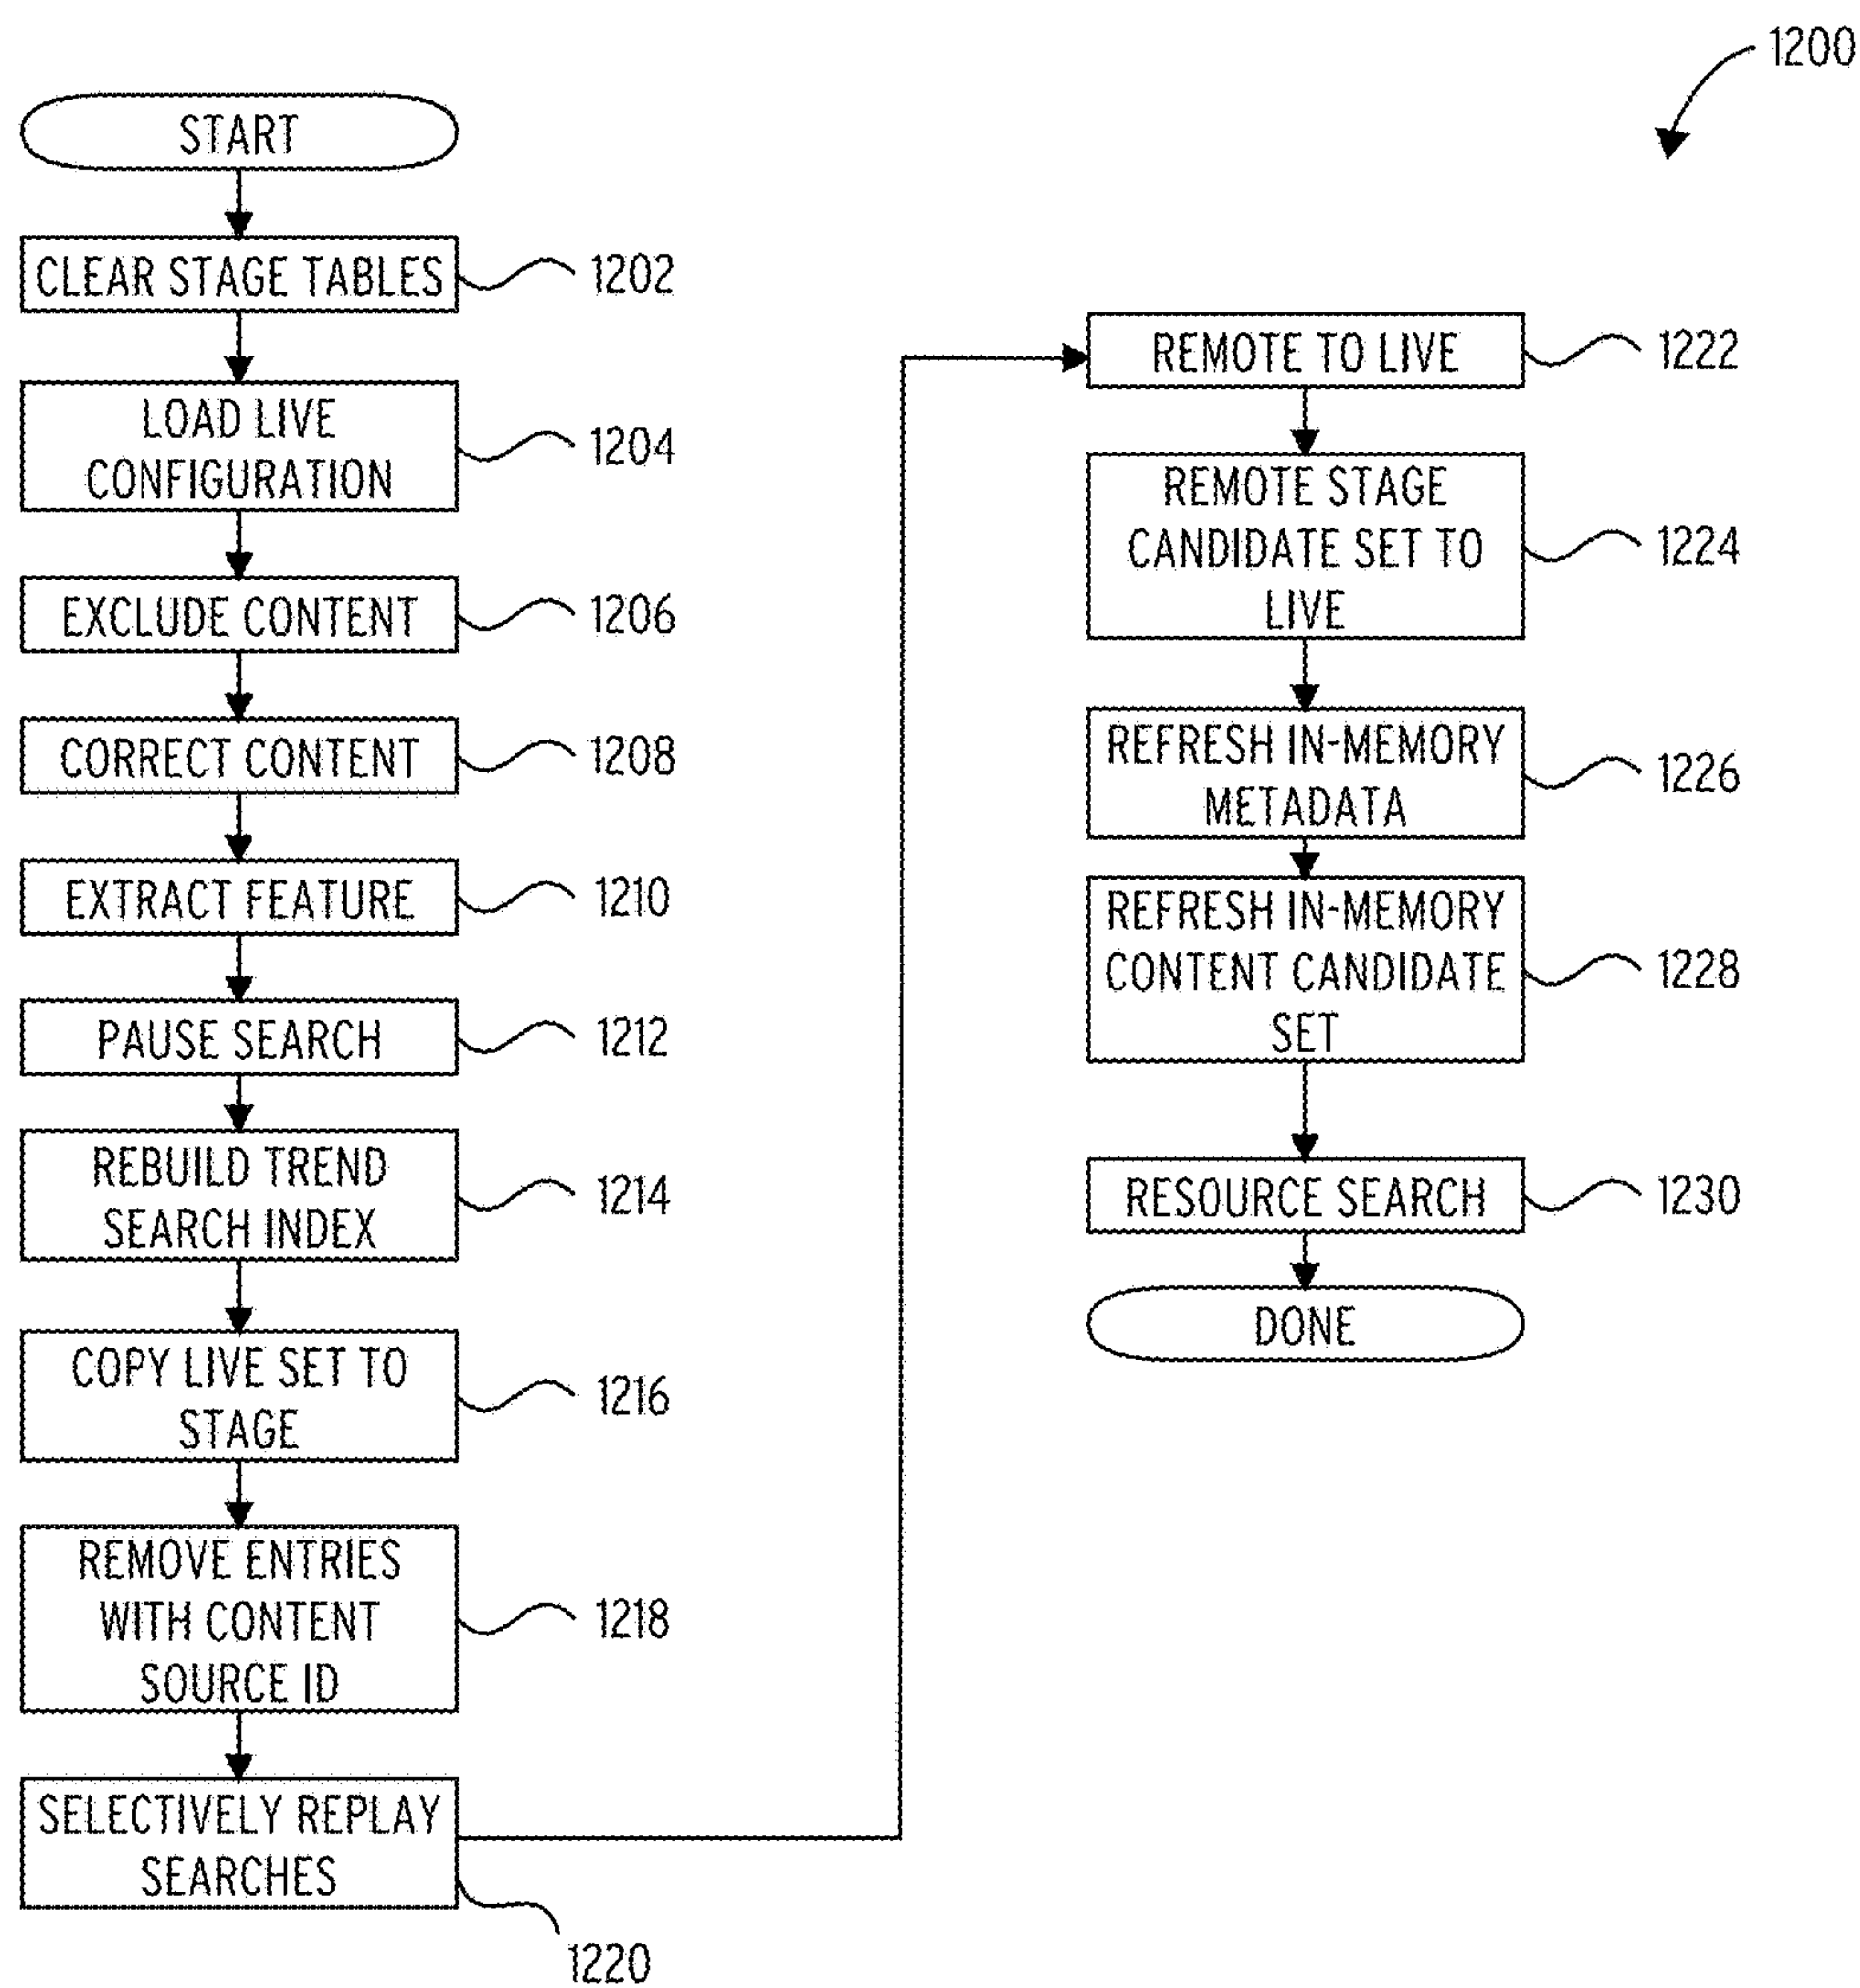 1200
START
CLEAR STAGE TABLES
1202
LOAD LIVE
CONFIGURATION
1204
EXCLUDE CONTENT
1206
CORRECT CONTENT
1208
EXTRACT FEATURE
1210
PAUSE SEARCH
1212
REBUILD TREND
SEARCH INDEX
1214
COPY LIVE SET TO
STAGE
1216
REMOVE ENTRIES
WITH CONTENT
SOURCE ID
1218
SELECTIVELY REPLAY
SEARCHES
1220
REMOTE TO LIVE
1222
REMOTE STAGE
CANDIDATE SET TO
LIVE
1224
REFRESH IN-MEMORY
METADATA
1226
REFRESH IN-MEMORY
CONTENT CANDIDATE
SET
1228
RESOURCE SEARCH
1230
DONE